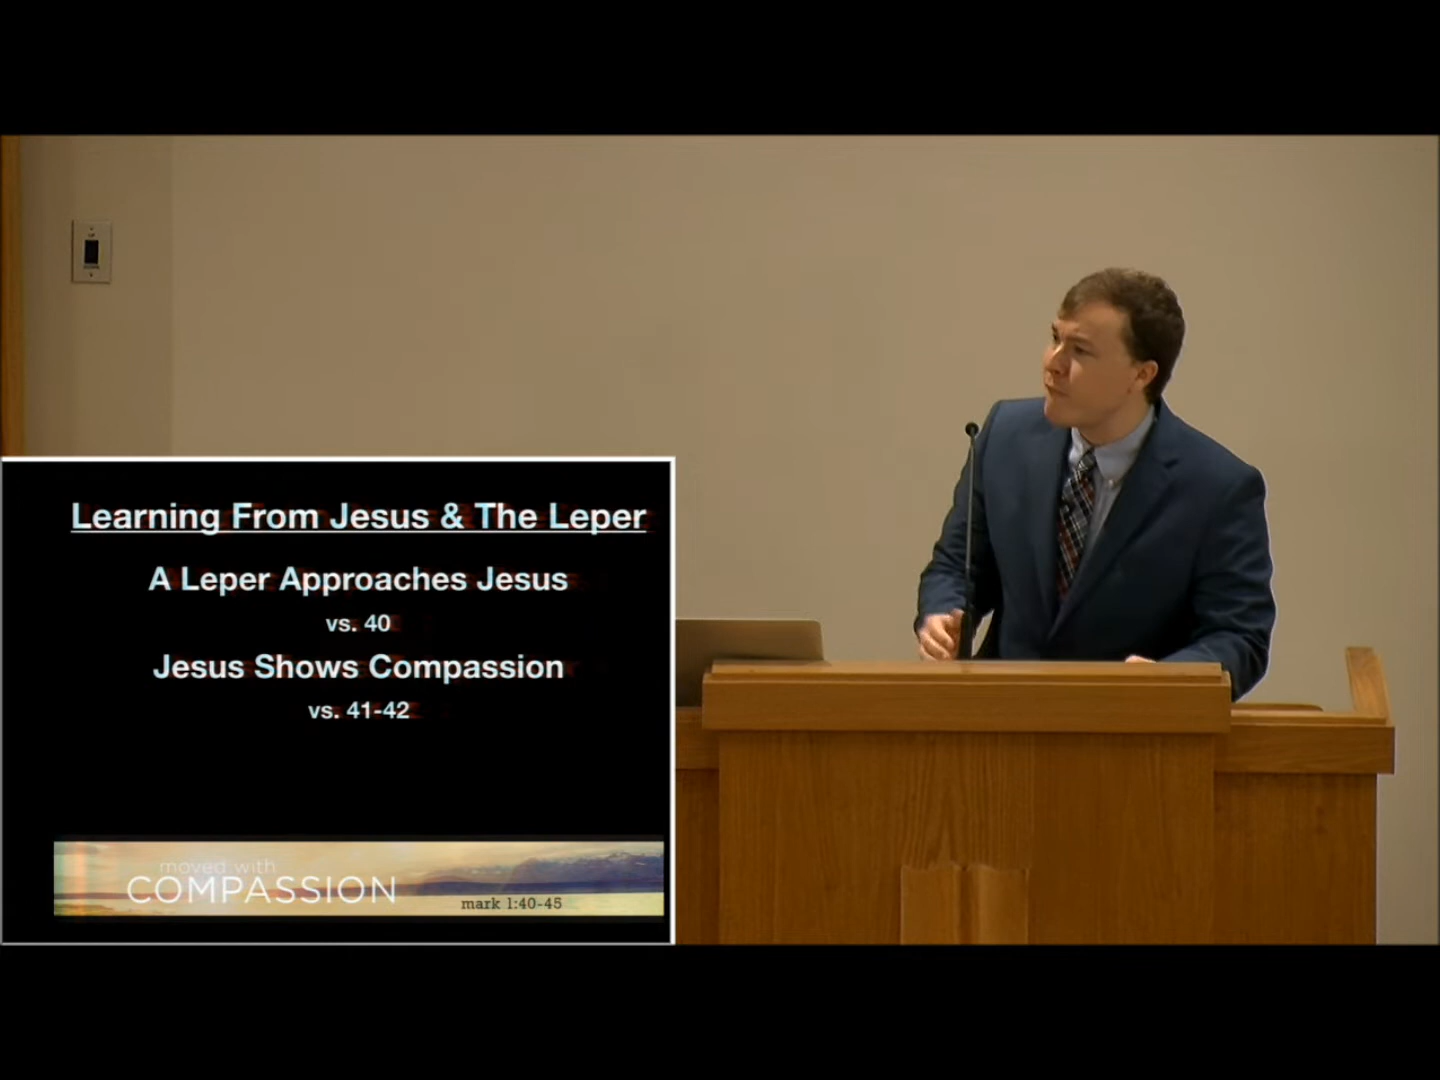 Learning From Jesus & The Leper
A Leper Approaches Jesus
vs. 40
Jesus Shows Compassion
vs. 41-42
moved with
COMPASSION
mark 1:40-45